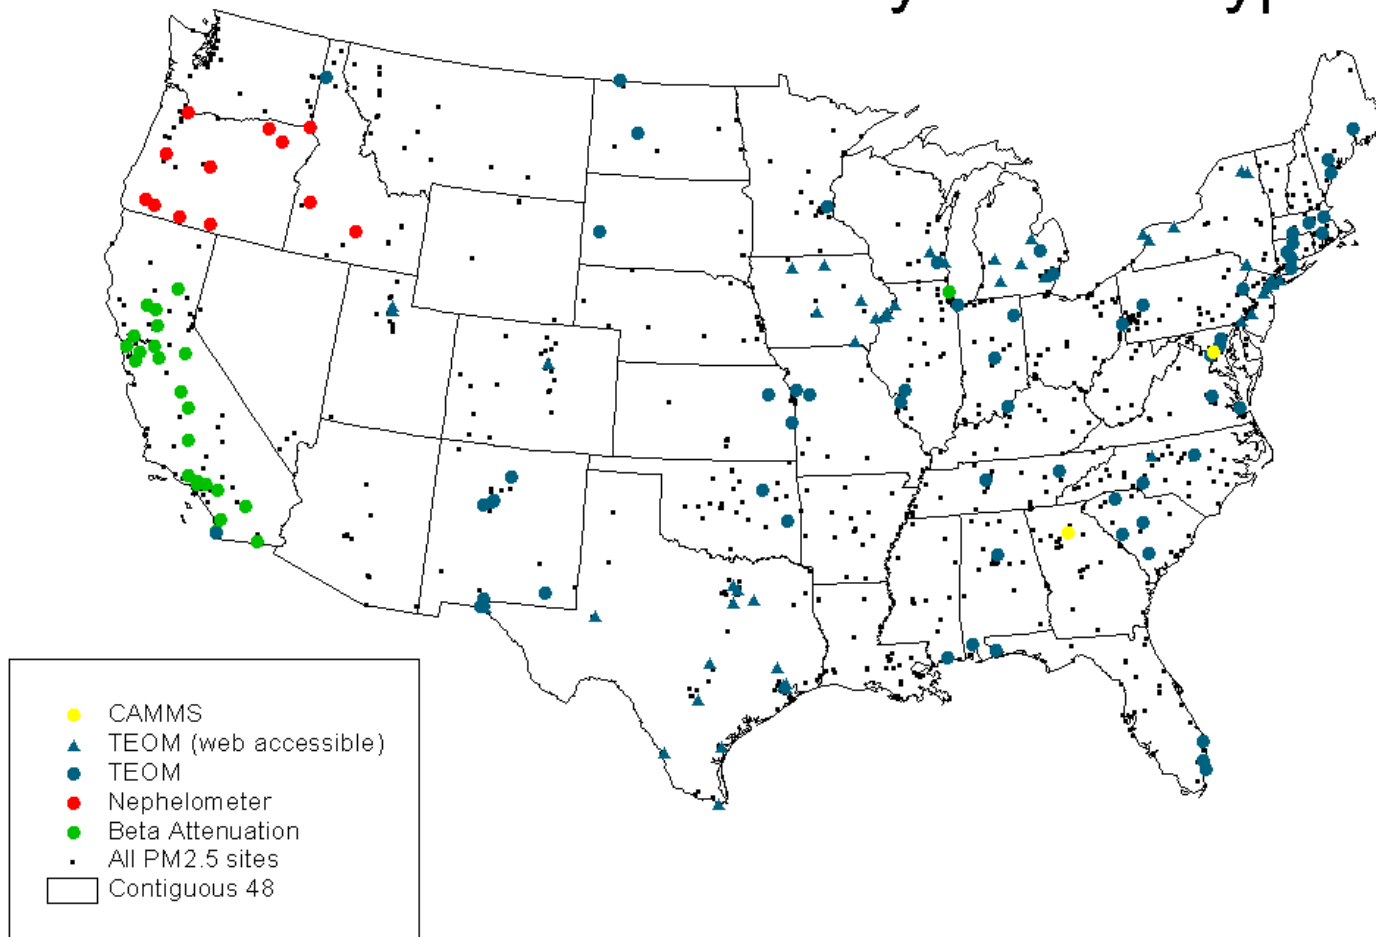 CAMMS
TEOM (web accessible)
TEOM
Nephelometer
Beta Attenuation
All PM2.5 sites
Contiguous 48